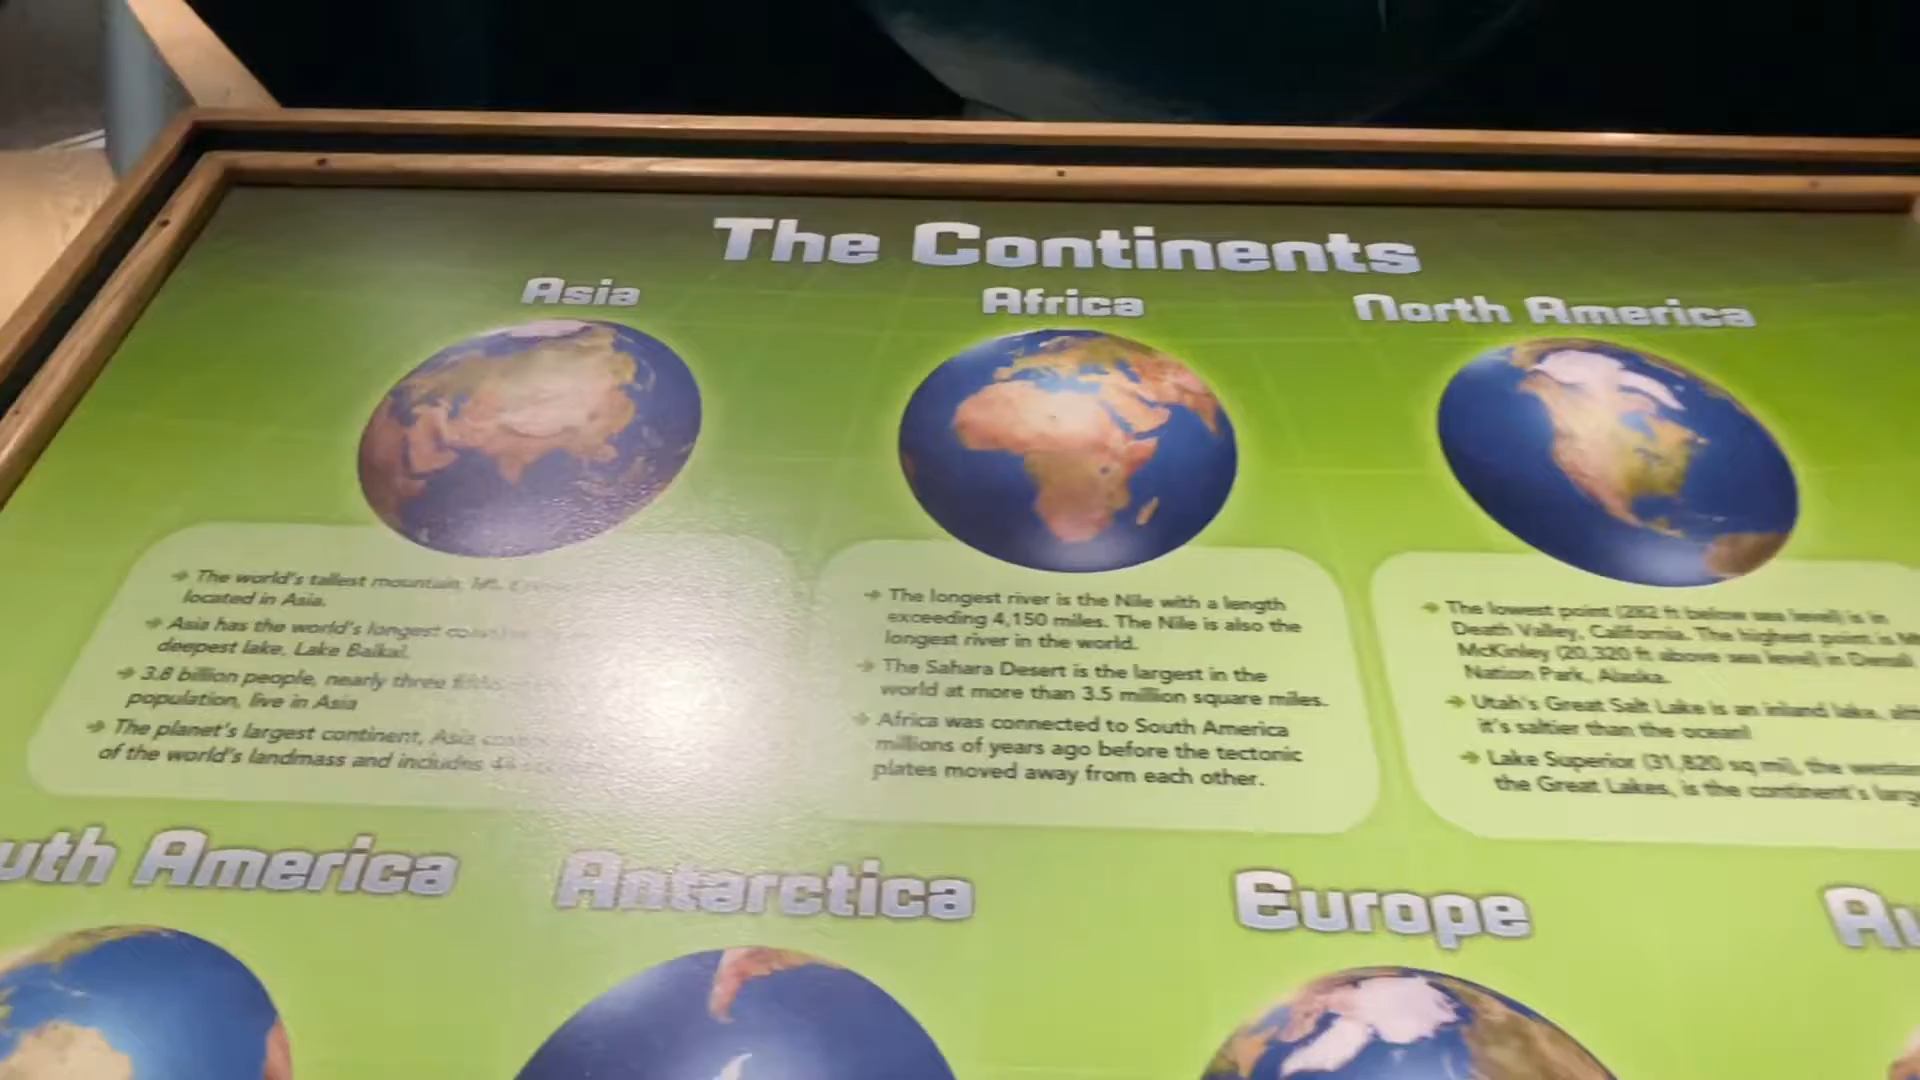 The Continents
Asia
Africa
North America
The world's tallest mountain, Mt.
located in Asia.
Asia has the world's longest
deepest lake, Lake Baikal.
3.8 billion people, nearly three
population, live in Asia
The planet's largest continent, Asia
of the world's landmass and includes
The longest river is the Nile with a length
exceeding 4,150 miles. The Nile is also the
longest river in the world.
The Sahara Desert is the largest in the
world at more than 3.5 million square miles.
Africa was connected to South America
millions of years ago before the tectonic
plates moved away from each other.
The lowest point (282 ft below sea level) is in
Death Valley, California. The highest point is
McKinley (20,320 ft above sea level) in
Nation Park, Alaska.
Utah's Great Salt Lake is an inland lake,
it's saltier than the ocean!
Lake Superior (31,820 sq mi), the
the Great Lakes, is the continent's
uth America
Antarctica
Europe
Au